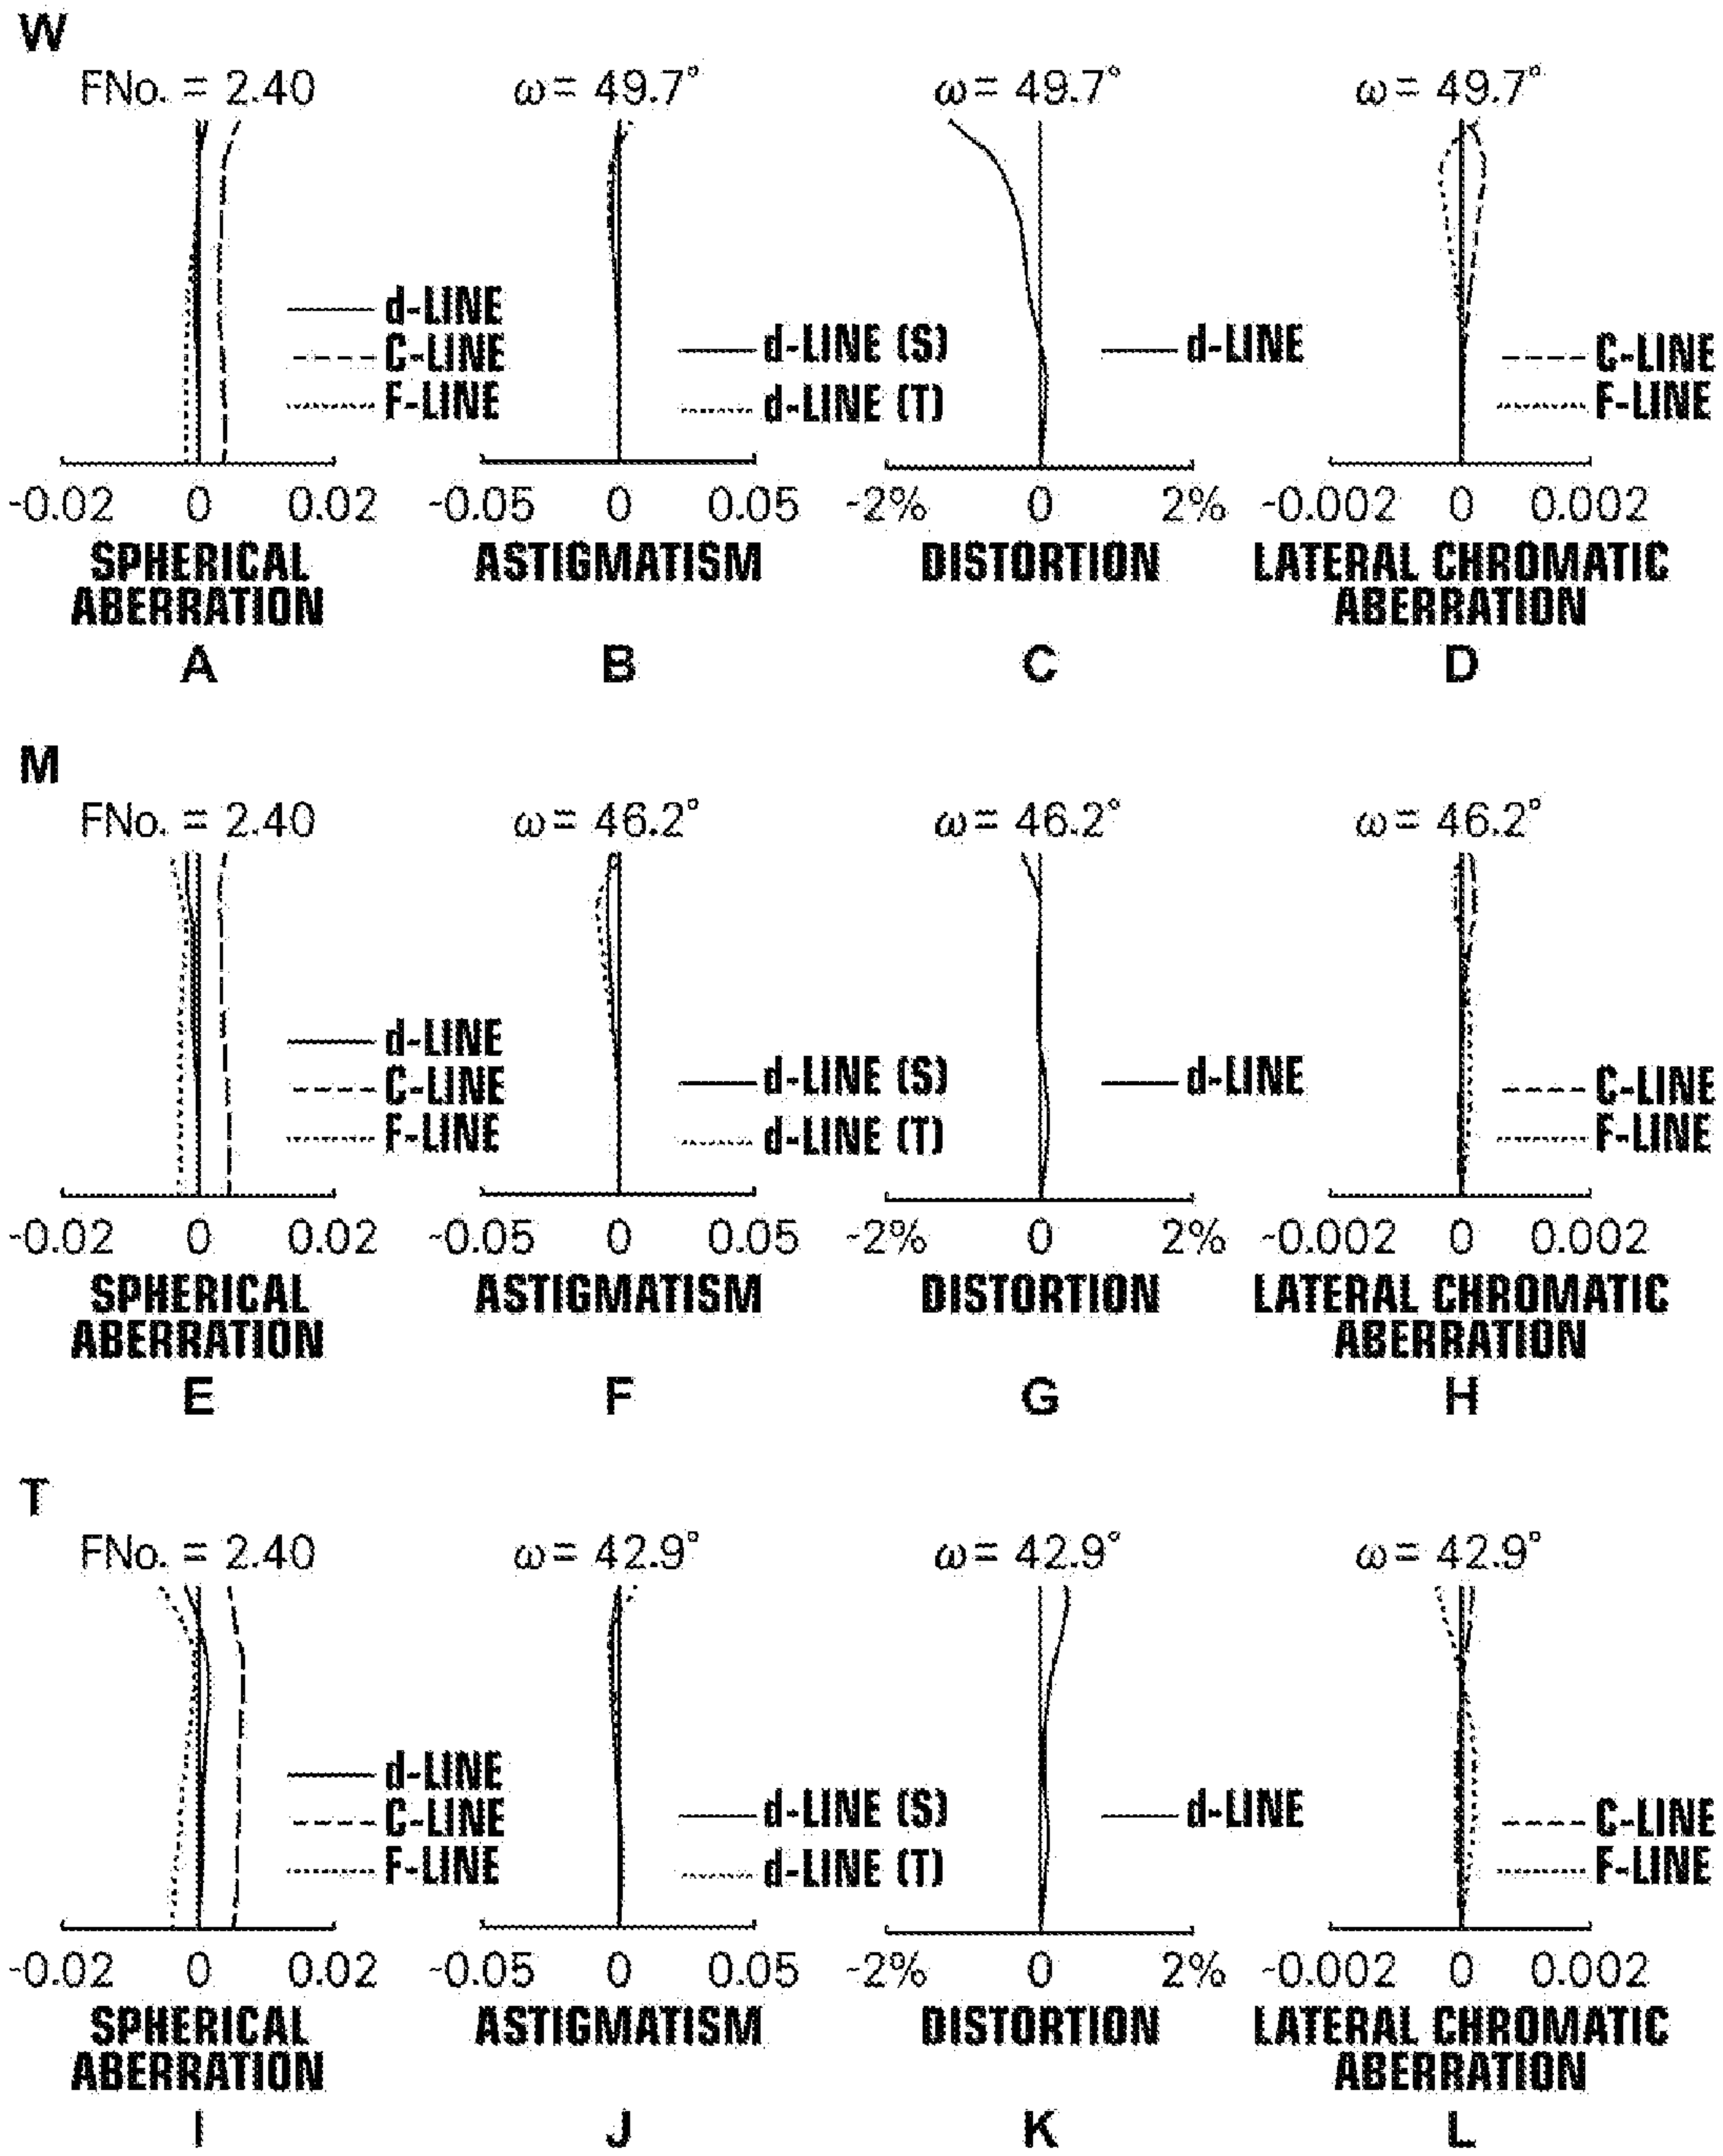 W
FNo. = 2.40
ω = 49.7°
ω = 49.7°
ω = 49.7°
d-LINE
C-LINE
F-LINE
d-LINE (S)
d-LINE (T)
d-LINE
C-LINE
F-LINE
-0.02 0 0.02
-0.05 0 0.05
-2% 0 2%
-0.002 0 0.002
SPHERICAL
ABERRATION
ASTIGMATISM
DISTORTION
LATERAL CHROMATIC
ABERRATION
A
B
C
D
M
FNo. = 2.40
ω = 46.2°
ω = 46.2°
ω = 46.2°
d-LINE
C-LINE
F-LINE
d-LINE (S)
d-LINE (T)
d-LINE
C-LINE
F-LINE
-0.02 0 0.02
-0.05 0 0.05
-2% 0 2%
-0.002 0 0.002
SPHERICAL
ABERRATION
ASTIGMATISM
DISTORTION
LATERAL CHROMATIC
ABERRATION
E
F
G
H
T
FNo. = 2.40
ω = 42.9°
ω = 42.9°
ω = 42.9°
d-LINE
C-LINE
F-LINE
d-LINE (S)
d-LINE (T)
d-LINE
C-LINE
F-LINE
-0.02 0 0.02
-0.05 0 0.05
-2% 0 2%
-0.002 0 0.002
SPHERICAL
ABERRATION
ASTIGMATISM
DISTORTION
LATERAL CHROMATIC
ABERRATION
I
J
K
L